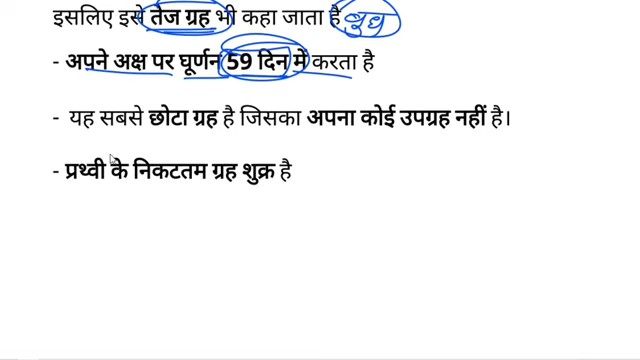 इसलिए इसे तेज ग्रह भी कहा जाता है बुध
- अपने अक्ष पर घूर्णन 59 दिन में करता है
- यह सबसे छोटा ग्रह है जिसका अपना कोई उपग्रह नहीं है।
- प्रथ्वी के निकटतम ग्रह शुक्र है